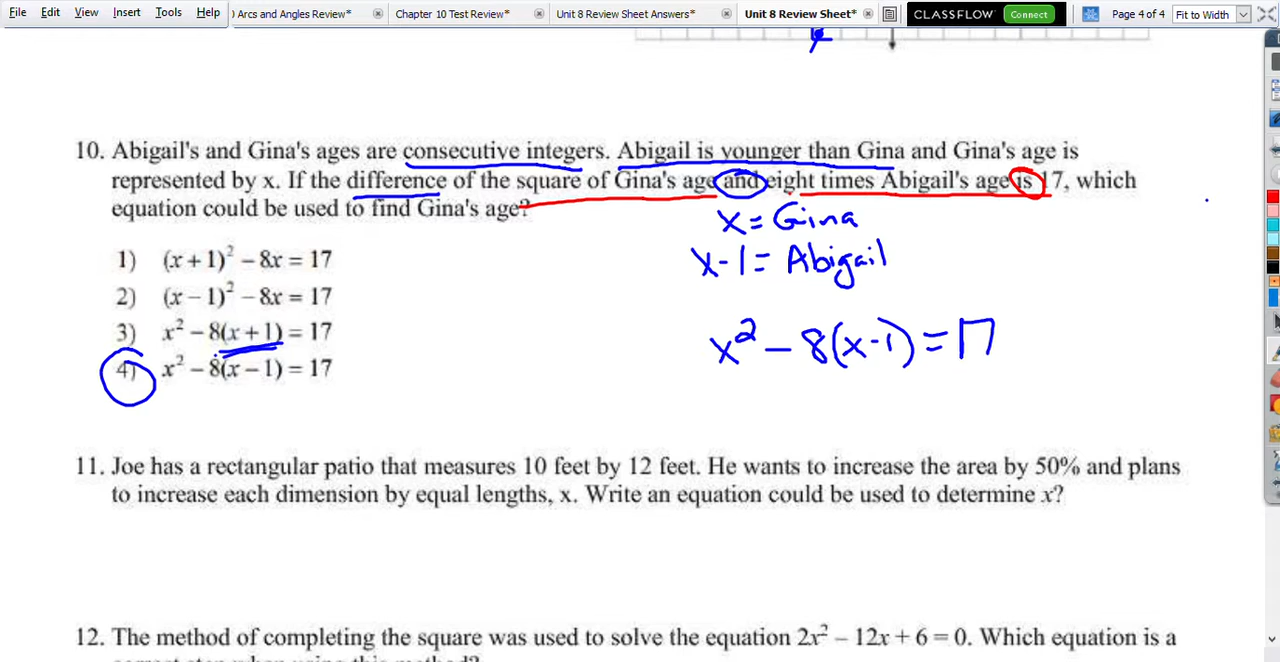 File Edit View Insert Tools Help ) Arcs and Angles Review* Chapter 10 Test Review* Unit 8 Review Sheet Answers* Unit 8 Review Sheet* CLASSFLOW Connect Page 4 of 4 Fit to Width
10. Abigail's and Gina's ages are consecutive integers. Abigail is younger than Gina and Gina's age is
represented by x. If the difference of the square of Gina's age and eight times Abigail's age is 17, which
equation could be used to find Gina's age?
x = Gina
x - 1 = Abigail
1) (x + 1)² – 8x = 17
2) (x – 1)² – 8x = 17
3) x² – 8(x + 1) = 17
4) x² – 8(x – 1) = 17
x² – 8(x-1) = 17
11. Joe has a rectangular patio that measures 10 feet by 12 feet. He wants to increase the area by 50% and plans
to increase each dimension by equal lengths, x. Write an equation could be used to determine x?
12. The method of completing the square was used to solve the equation 2x² – 12x + 6 = 0. Which equation is a